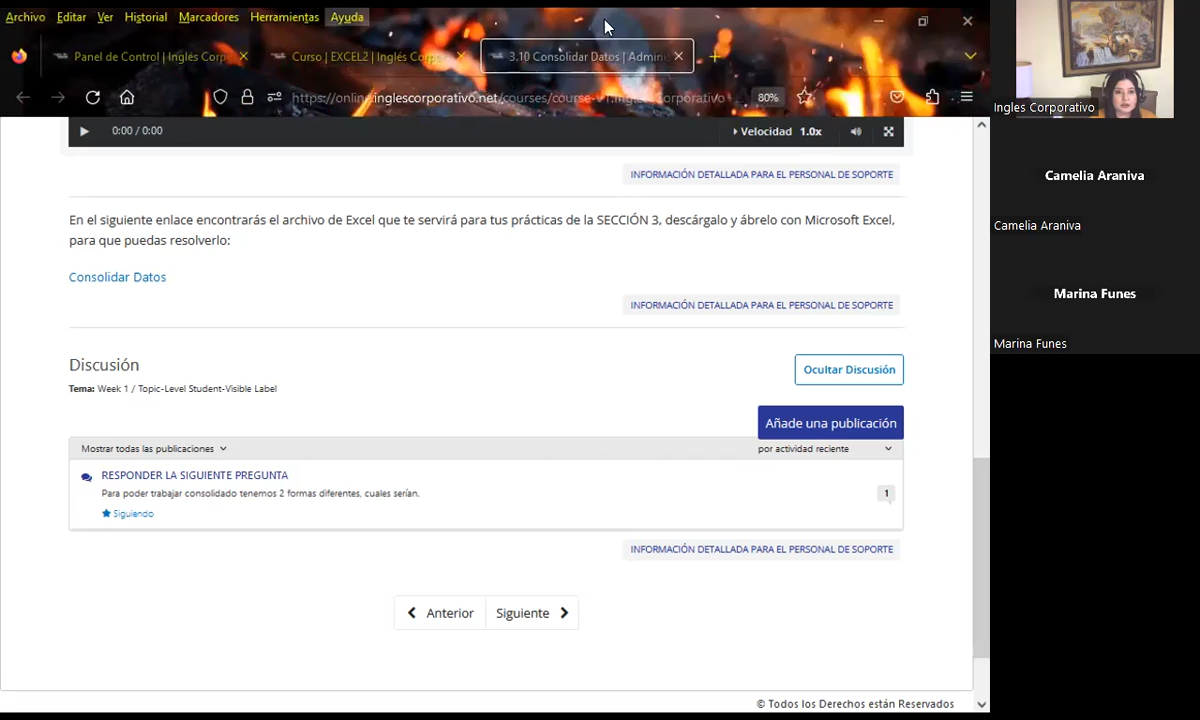 Archivo Editar Ver Historial Marcadores Herramientas Ayuda
Panel de Control | Inglés Corp
Curso | EXCEL2 | Inglés Corpo
3.10 Consolidar Datos | Admin
https://online.inglescorporativo.net/courses/course-v1:Ingles-Corporativo
80%
0:00 / 0:00
Velocidad 1.0x
INFORMACIÓN DETALLADA PARA EL PERSONAL DE SOPORTE
En el siguiente enlace encontrarás el archivo de Excel que te servirá para tus prácticas de la SECCIÓN 3, descárgalo y ábrelo con Microsoft Excel,
para que puedas resolverlo:
Consolidar Datos
INFORMACIÓN DETALLADA PARA EL PERSONAL DE SOPORTE
Discusión
Tema: Week 1 / Topic-Level Student-Visible Label
Ocultar Discusión
Añade una publicación
Mostrar todas las publicaciones
por actividad reciente
RESPONDER LA SIGUIENTE PREGUNTA
Para poder trabajar consolidado tenemos 2 formas diferentes, cuales serían.
1
Siguiendo
INFORMACIÓN DETALLADA PARA EL PERSONAL DE SOPORTE
Anterior
Siguiente
© Todos los Derechos están Reservados
Ingles Corporativo
Camelia Araniva
Camelia Araniva
Marina Funes
Marina Funes